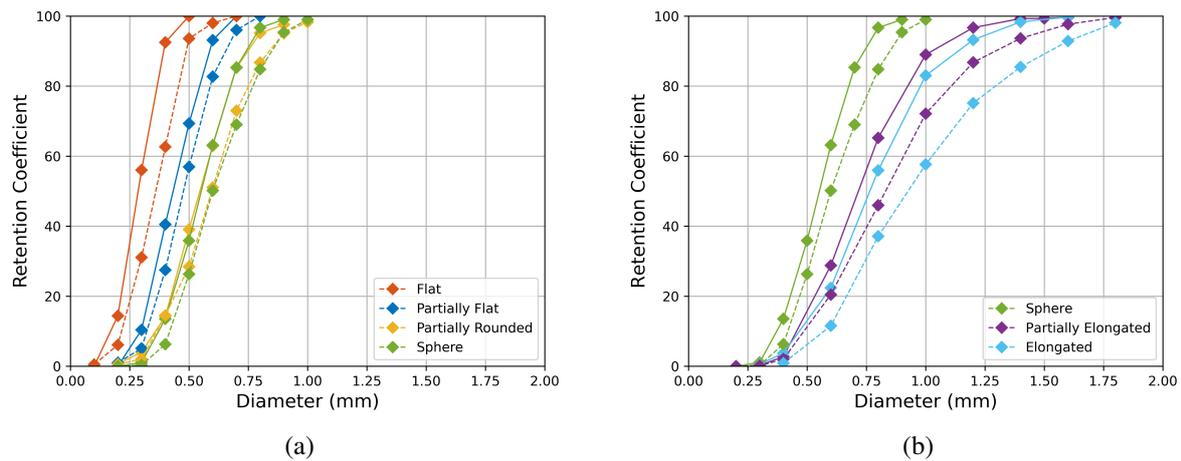 Retention Coefficient
100
80
60
40
20
0
0.00 0.25 0.50 0.75 1.00 1.25 1.50 1.75 2.00
Diameter (mm)
Flat
Partially Flat
Partially Rounded
Sphere
(a)
Retention Coefficient
100
80
60
40
20
0
0.00 0.25 0.50 0.75 1.00 1.25 1.50 1.75 2.00
Diameter (mm)
Sphere
Partially Elongated
Elongated
(b)